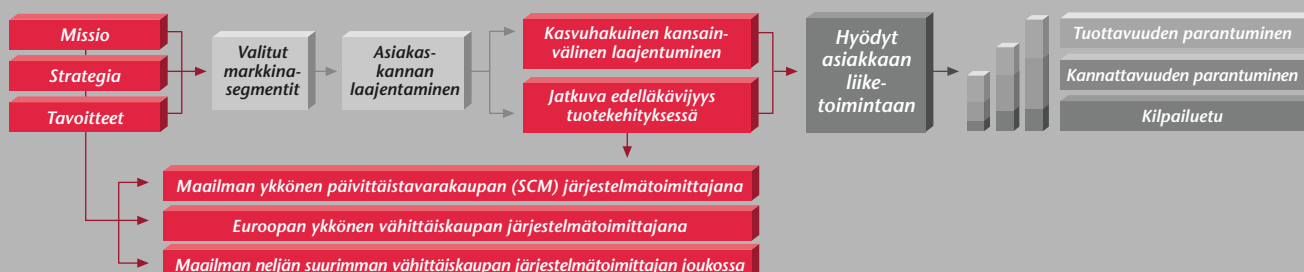 Missio
Strategia
Tavoitteet
Valitut
markkina-
segmentit
Asiakas-
kannan
laajentaminen
Kasvuhakuinen kansain-
välinen laajentuminen
Jatkuva edelläkävijyys
tuotekehityksessä
Hyödyt
asiakkaan
liike-
toimintaan
Tuottavuuden parantuminen
Kannattavuuden parantuminen
Kilpailuetu
Maailman ykkönen päivittäistavarakaupan (SCM) järjestelmätoimittajana
Euroopan ykkönen vähittäiskaupan järjestelmätoimittajana
Maailman neljän suurimman vähittäiskaupan järjestelmätoimittajan joukossa